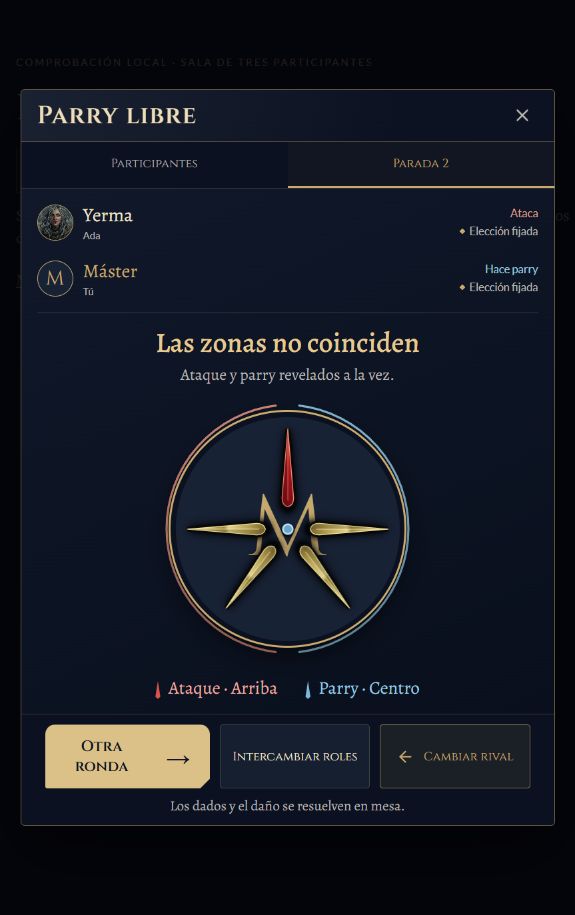 COMPROBACIÓN LOCAL · SALA DE TRES PARTICIPANTES
PARRY LIBRE
×
PARTICIPANTES
PARADA 2
Yerma
Ada
Ataca
Elección fijada
M
Máster
Tú
Hace parry
Elección fijada
Las zonas no coinciden
Ataque y parry revelados a la vez.
Ataque · Arriba
Parry · Centro
OTRA
RONDA
→
INTERCAMBIAR ROLES
← CAMBIAR RIVAL
Los dados y el daño se resuelven en mesa.